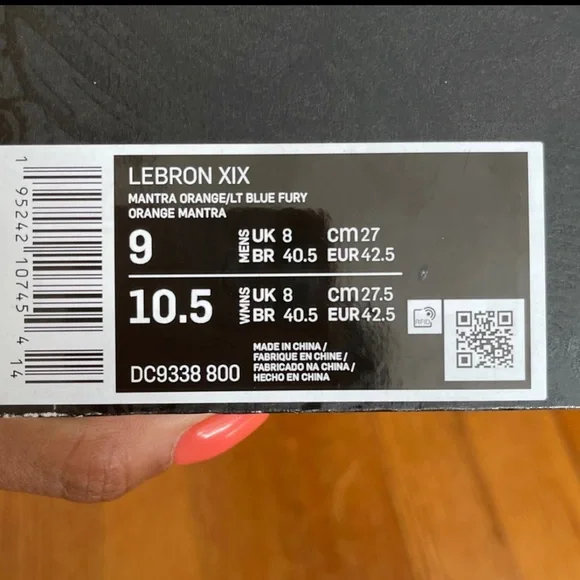 LEBRON XIX
MANTRA ORANGE/LT BLUE FURY
ORANGE MANTRA
9 MENS UK 8 cm 27
BR 40.5 EUR 42.5
10.5 WMNS UK 8 cm 27.5
BR 40.5 EUR 42.5
RFID
MADE IN CHINA /
FABRIQUE EN CHINE /
FABRICADO NA CHINA /
HECHO EN CHINA
DC9338 800
1 95242 10745 4 14